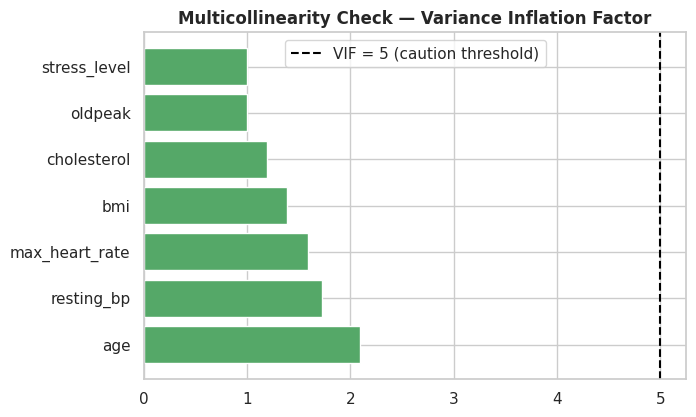 Multicollinearity Check — Variance Inflation Factor
VIF = 5 (caution threshold)
stress_level
oldpeak
cholesterol
bmi
max_heart_rate
resting_bp
age
0 1 2 3 4 5